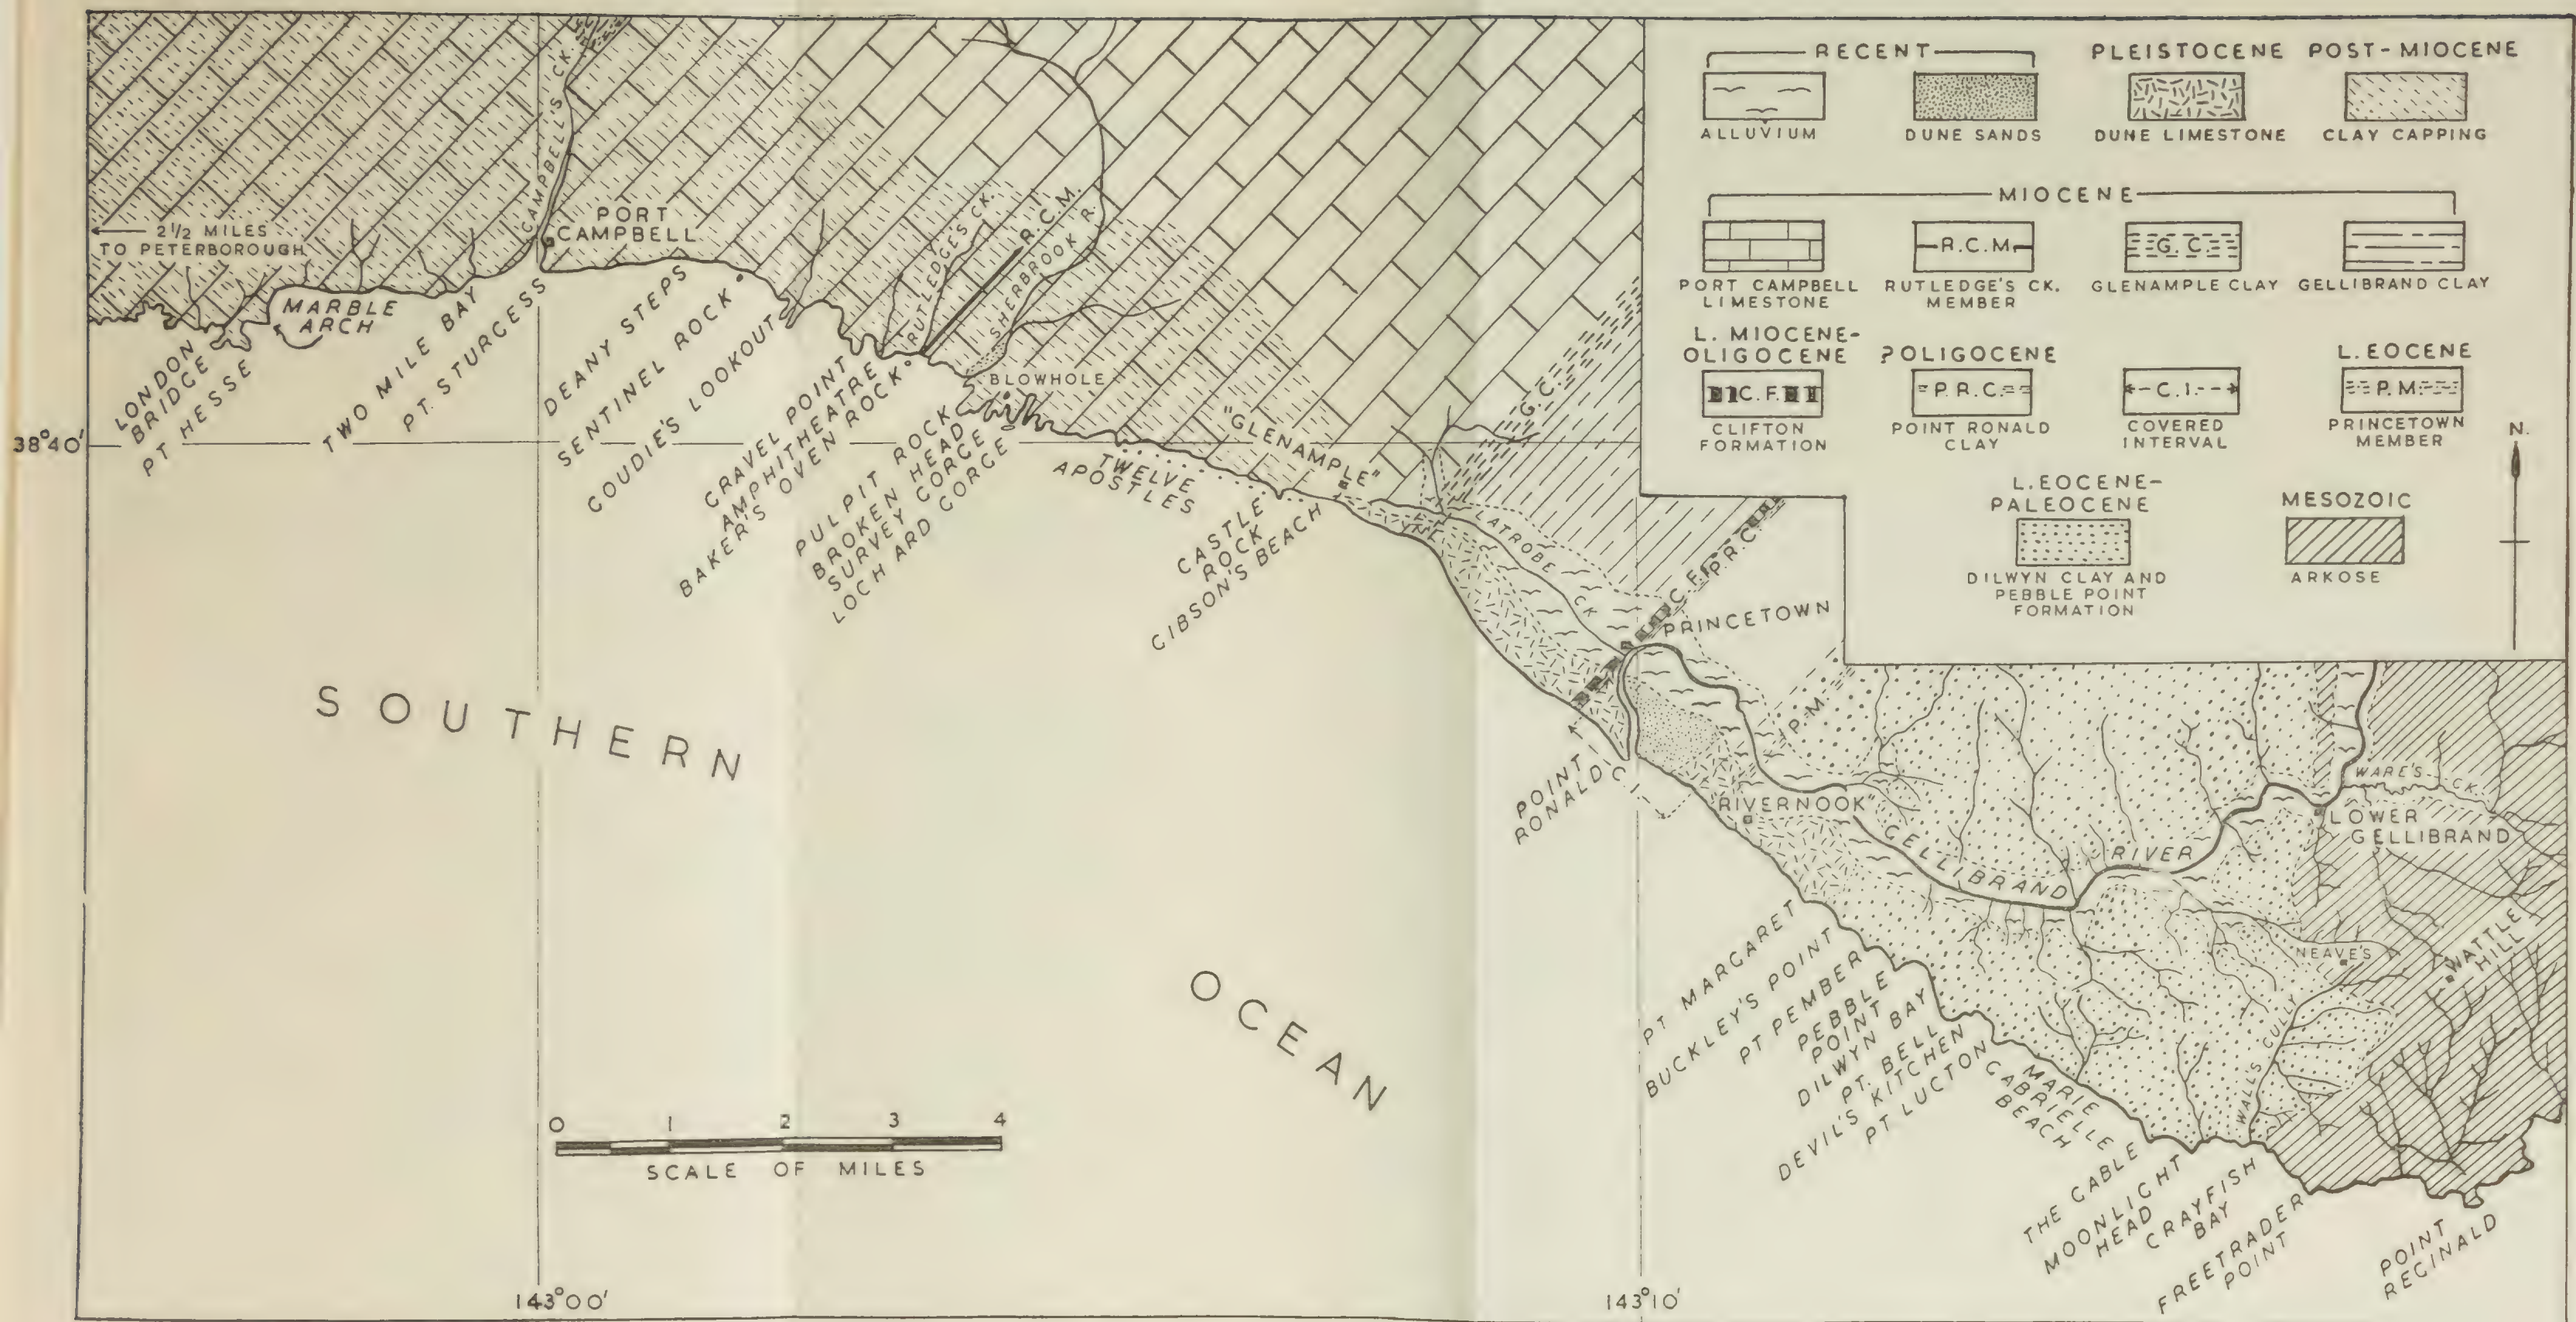 RECENT
PLEISTOCENE
POST-MIOCENE
ALLUVIUM
DUNE SANDS
DUNE LIMESTONE
CLAY CAPPING
MIOCENE
R.C.M.
G.C.
PORT CAMPBELL
LIMESTONE
RUTLEDGE'S CK.
MEMBER
GLENAMPLE CLAY
GELLIBRAND CLAY
L. MIOCENE-
OLIGOCENE
?OLIGOCENE
L. EOCENE
C.F.
P.R.C.
C.I.
P.M.
CLIFTON
FORMATION
POINT RONALD
CLAY
COVERED
INTERVAL
PRINCETOWN
MEMBER
L. EOCENE-
PALEOCENE
MESOZOIC
DILWYN CLAY AND
PEBBLE POINT
FORMATION
ARKOSE
N.
38°40'
2 1/2 MILES
TO PETERBOROUGH
CAMPBELL'S CK.
PORT
CAMPBELL
MARBLE
ARCH
LONDON
BRIDGE
PT HESSE
TWO MILE BAY
PT. STURGESS
DEANY STEPS
SENTINEL ROCK
GOUDIE'S LOOKOUT
RUTLEDGE'S CK.
R.C.M.
SHERBROOK R.
GRAVEL POINT
AMPHITHEATRE
BAKER'S OVEN ROCK
BLOWHOLE
PULPIT ROCK
BROKEN HEAD
SURVEY GORGE
LOCH ARD GORGE
TWELVE
APOSTLES
"GLENAMPLE"
CASTLE
ROCK
GIBSON'S BEACH
G.C.
LATROBE CK
C.F.
P.R.C.
PRINCETOWN
P.M.
POINT
RONALD
C.I.
"RIVERNOOK"
GELLIBRAND RIVER
WARE'S CK.
LOWER
GELLIBRAND
NEAVE'S
WATTLE
HILL
WALL'S GULLY
PT MARGARET
BUCKLEY'S POINT
PT PEMBER
PEBBLE
POINT
DILWYN BAY
PT. BELL
DEVIL'S KITCHEN
PT LUCTON
MARIE
GABRIELLE
BEACH
THE GABLE
MOONLIGHT
HEAD
CRAYFISH
BAY
FREETRADER
POINT
POINT
REGINALD
SOUTHERN
OCEAN
0 1 2 3 4
SCALE OF MILES
143°00'
143°10'